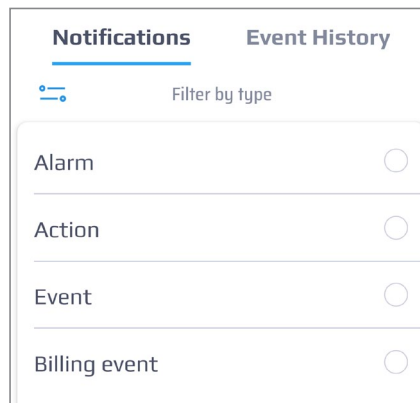 Notifications Event History
Filter by type
Alarm
Action
Event
Billing event